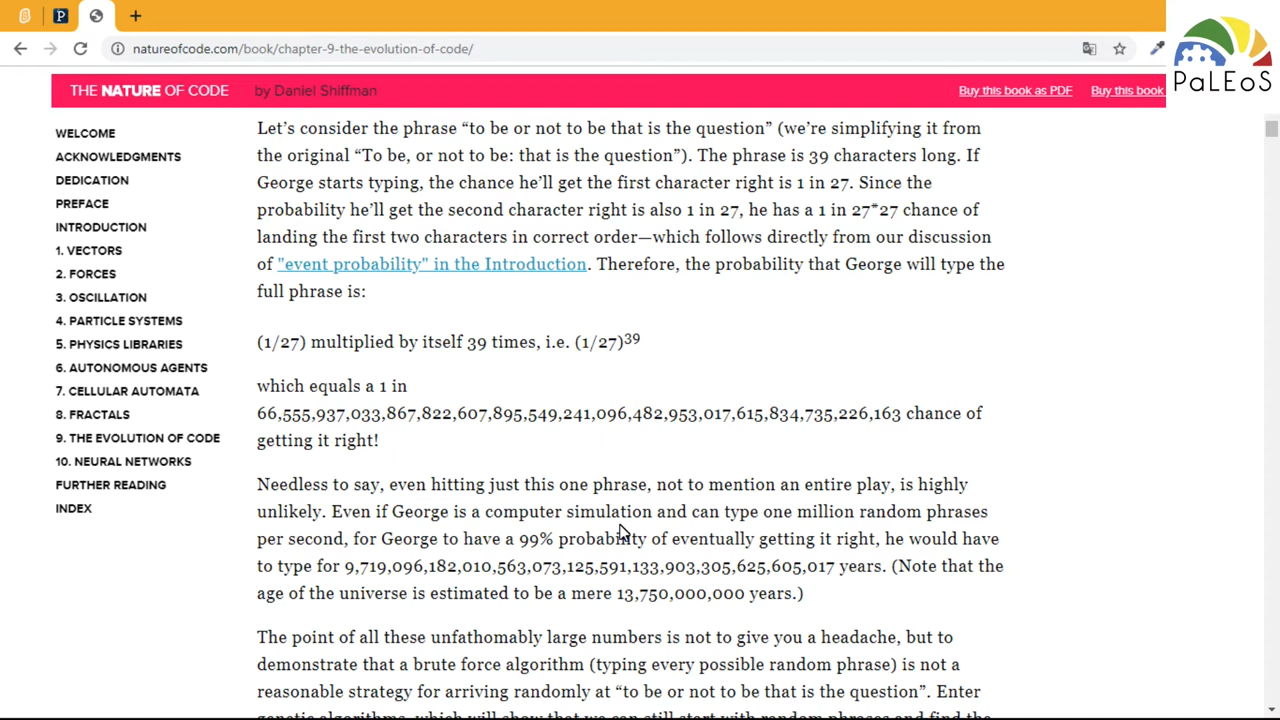 natureofcode.com/book/chapter-9-the-evolution-of-code/
PaLEoS
THE NATURE OF CODE by Daniel Shiffman
Buy this book as PDF
Buy this book
WELCOME
ACKNOWLEDGMENTS
DEDICATION
PREFACE
INTRODUCTION
1. VECTORS
2. FORCES
3. OSCILLATION
4. PARTICLE SYSTEMS
5. PHYSICS LIBRARIES
6. AUTONOMOUS AGENTS
7. CELLULAR AUTOMATA
8. FRACTALS
9. THE EVOLUTION OF CODE
10. NEURAL NETWORKS
FURTHER READING
INDEX
Let’s consider the phrase “to be or not to be that is the question” (we’re simplifying it from
the original “To be, or not to be: that is the question”). The phrase is 39 characters long. If
George starts typing, the chance he’ll get the first character right is 1 in 27. Since the
probability he’ll get the second character right is also 1 in 27, he has a 1 in 27*27 chance of
landing the first two characters in correct order—which follows directly from our discussion
of "event probability" in the Introduction. Therefore, the probability that George will type the
full phrase is:
(1/27) multiplied by itself 39 times, i.e. (1/27)³⁹
which equals a 1 in
66,555,937,033,867,822,607,895,549,241,096,482,953,017,615,834,735,226,163 chance of
getting it right!
Needless to say, even hitting just this one phrase, not to mention an entire play, is highly
unlikely. Even if George is a computer simulation and can type one million random phrases
per second, for George to have a 99% probability of eventually getting it right, he would have
to type for 9,719,096,182,010,563,073,125,591,133,903,305,625,605,017 years. (Note that the
age of the universe is estimated to be a mere 13,750,000,000 years.)
The point of all these unfathomably large numbers is not to give you a headache, but to
demonstrate that a brute force algorithm (typing every possible random phrase) is not a
reasonable strategy for arriving randomly at “to be or not to be that is the question”. Enter
genetic algorithms, which will show that we can still start with random phrases and find the